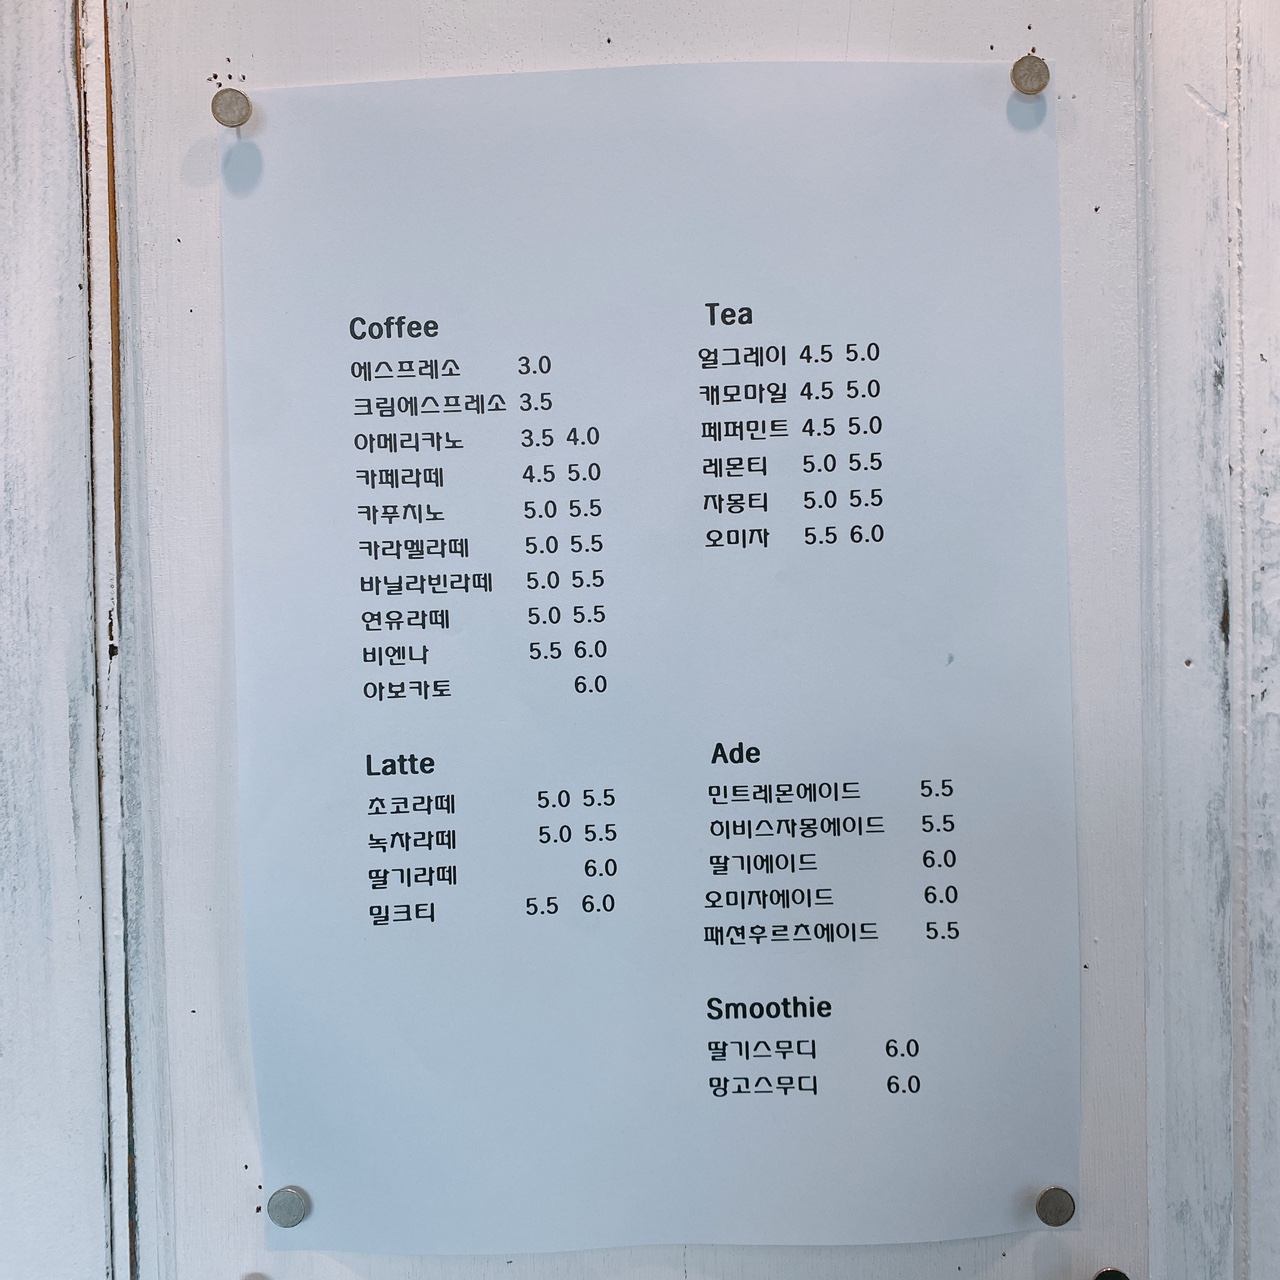 Coffee
에스프레소 3.0
크림에스프레소 3.5
아메리카노 3.5 4.0
카페라떼 4.5 5.0
카푸치노 5.0 5.5
카라멜라떼 5.0 5.5
바닐라빈라떼 5.0 5.5
연유라떼 5.0 5.5
비엔나 5.5 6.0
아보카토 6.0
Latte
초코라떼 5.0 5.5
녹차라떼 5.0 5.5
딸기라떼 6.0
밀크티 5.5 6.0
Tea
얼그레이 4.5 5.0
캐모마일 4.5 5.0
페퍼민트 4.5 5.0
레몬티 5.0 5.5
자몽티 5.0 5.5
오미자 5.5 6.0
Ade
민트레몬에이드 5.5
히비스자몽에이드 5.5
딸기에이드 6.0
오미자에이드 6.0
패션후르츠에이드 5.5
Smoothie
딸기스무디 6.0
망고스무디 6.0